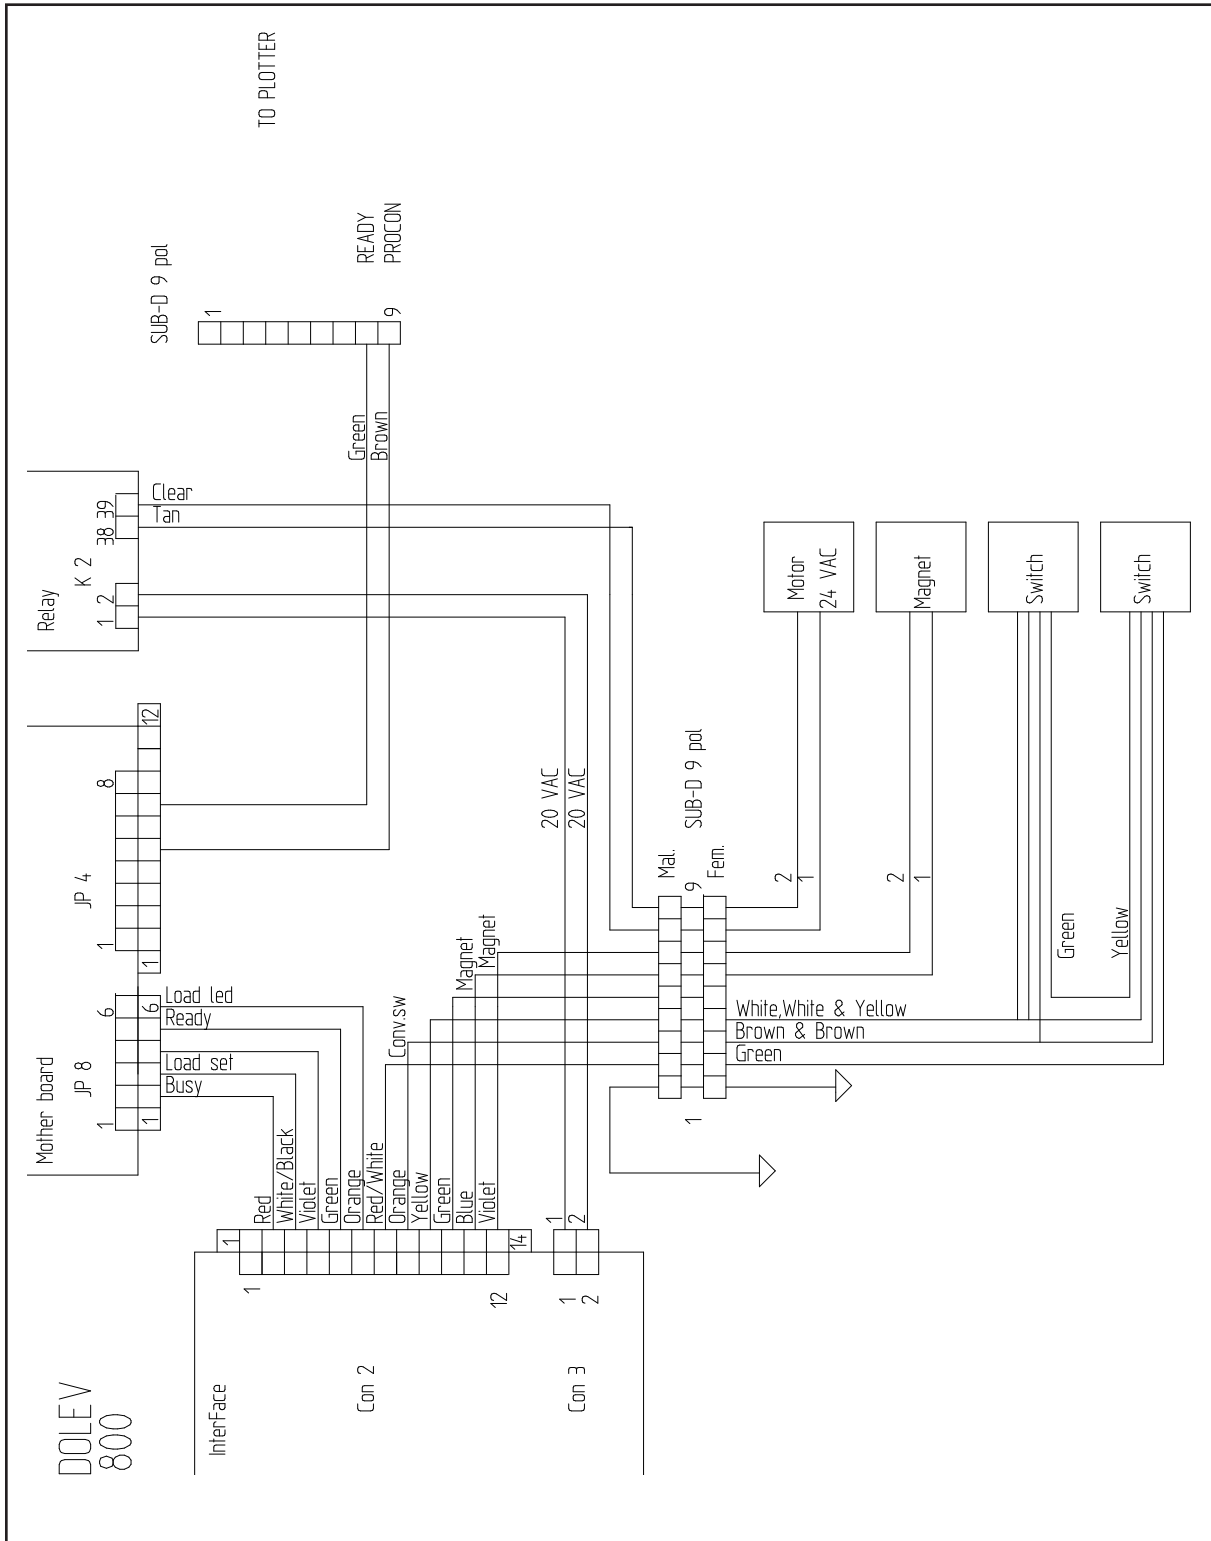 DOLEV
800
InterFace
Con 2
Con 3
1
12
1
2
1
14
1
2
Red
White/Black
Violet
Green
Orange
Red/White
Orange
Yellow
Green
Blue
Violet
Mother board
JP 8
1
6
1
6
Busy
Load set
Ready
Load led
JP 4
1
8
1
12
Relay
K 2
1
2
38
39
Tan
Clear
Conv.sw
Magnet
Magnet
20 VAC
20 VAC
Green
Brown
SUB-D 9 pol
1
9
READY
PROCON
TO PLOTTER
Mal.
SUB-D 9 pol
Fem.
1
9
White,White & Yellow
Brown & Brown
Green
2
1
2
1
Green
Yellow
Motor
24 VAC
Magnet
Switch
Switch